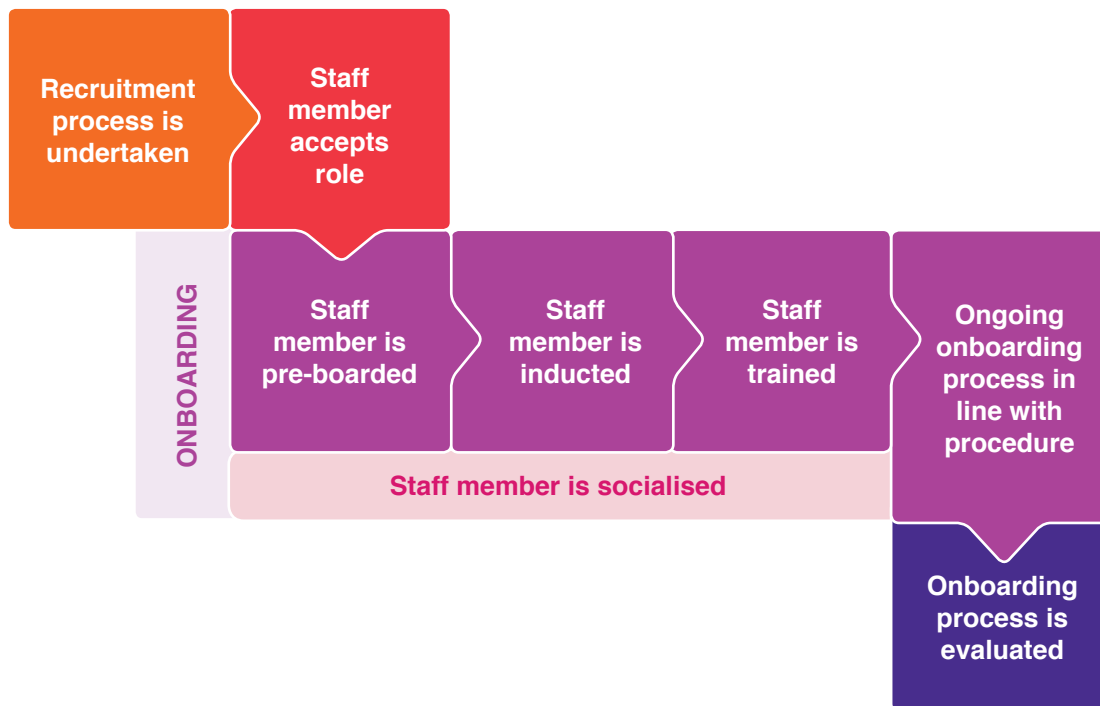 Recruitment
process is
undertaken
Staff
member
accepts
role
ONBOARDING
Staff
member is
pre-boarded
Staff
member is
inducted
Staff
member is
trained
Ongoing
onboarding
process in
line with
procedure
Staff member is socialised
Onboarding
process is
evaluated